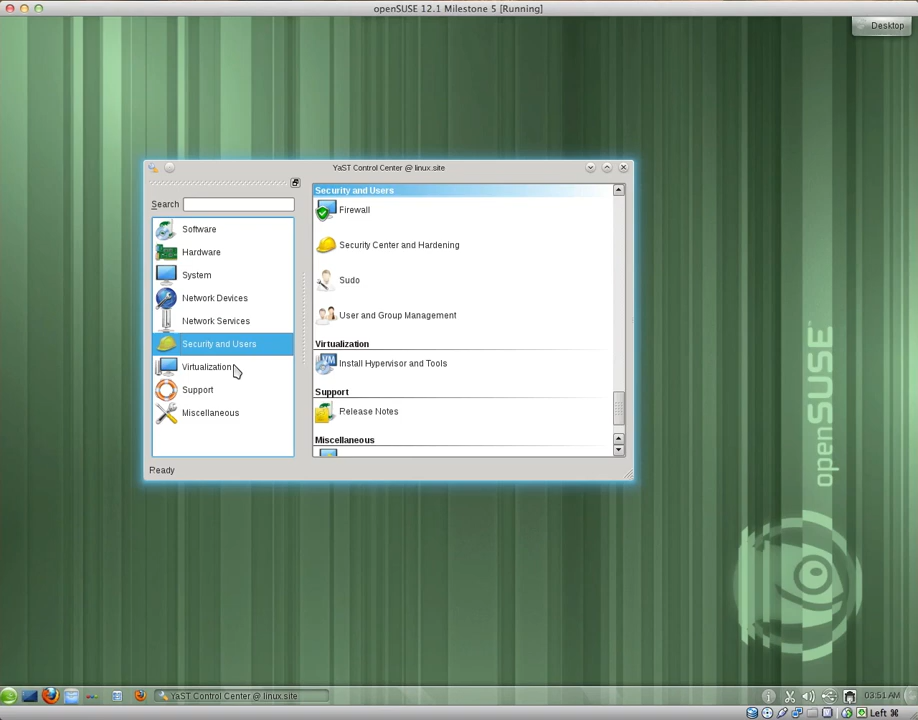 openSUSE 12.1 Milestone 5 [Running]
Desktop
YaST Control Center @ linux.site
Search
Software
Hardware
System
Network Devices
Network Services
Security and Users
Virtualization
Support
Miscellaneous
Security and Users
Firewall
Security Center and Hardening
Sudo
User and Group Management
Virtualization
VM
Install Hypervisor and Tools
Support
Release Notes
Miscellaneous
Ready
openSUSE
YaST Control Center @ linux.site
03:51 AM
Left ⌘